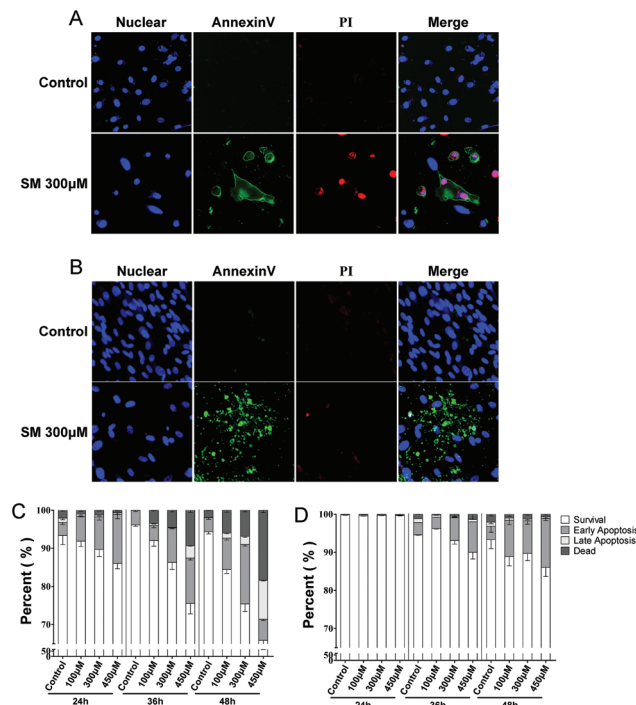 A
Nuclear AnnexinV PI Merge
Control
SM 300μM
B
Nuclear AnnexinV PI Merge
Control
SM 300μM
C
Percent ( % )
100
90
80
70
50
0
Control 100μM 300μM 450μM Control 100μM 300μM 450μM Control 100μM 300μM 450μM
24h 36h 48h
D
Percent ( % )
100
90
80
70
50
0
Control 100μM 300μM 450μM Control 100μM 300μM 450μM Control 100μM 300μM 450μM
24h 36h 48h
Survival
Early Apoptosis
Late Apoptosis
Dead